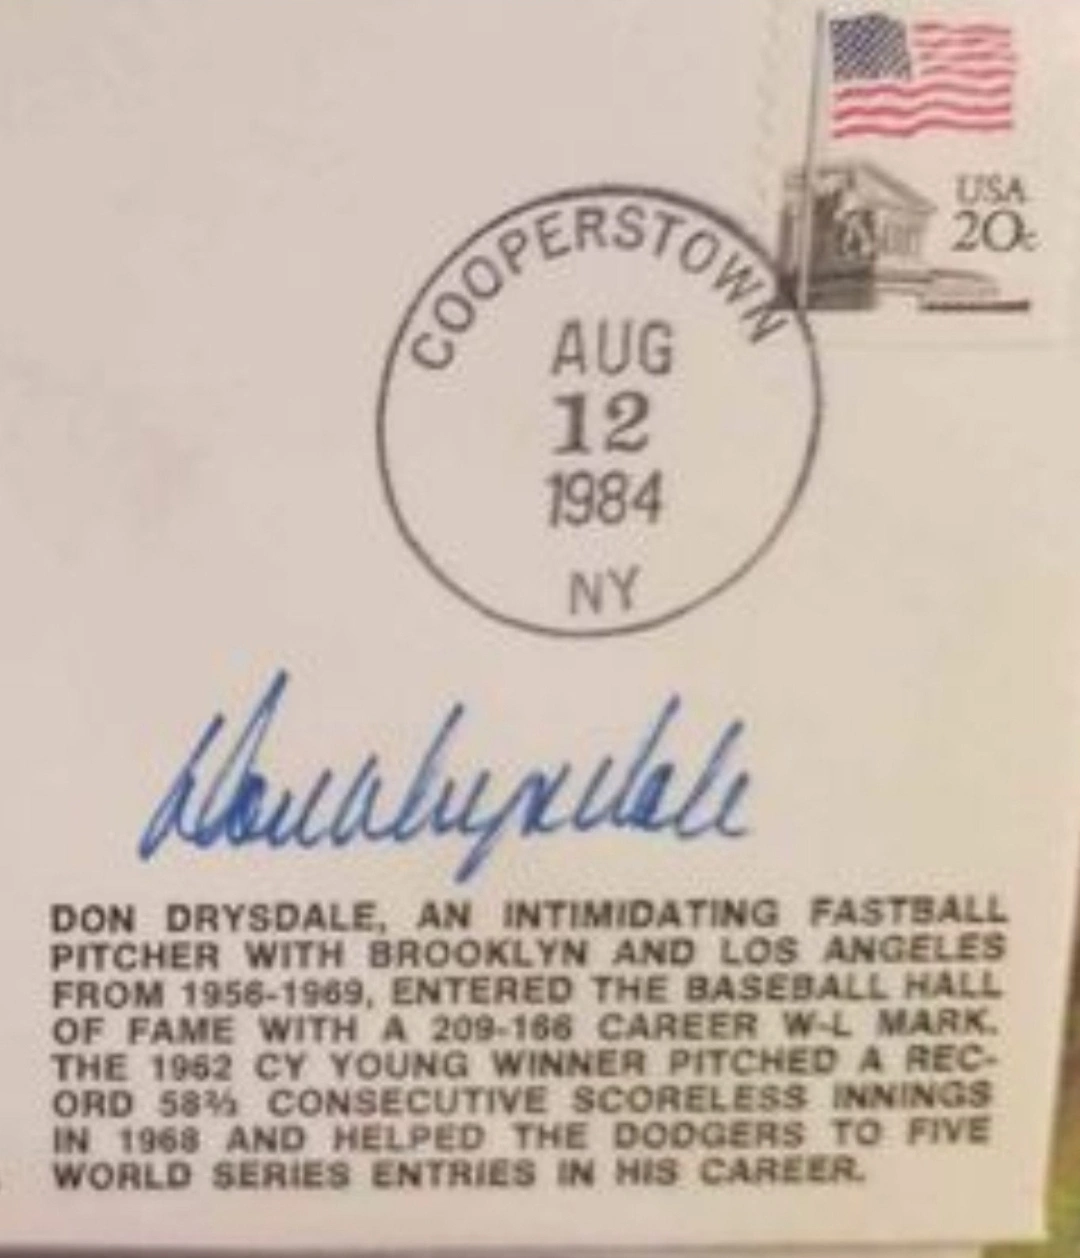 USA
20c
COOPERSTOWN
AUG
12
1984
NY
Don Drysdale
DON DRYSDALE, AN INTIMIDATING FASTBALL
PITCHER WITH BROOKLYN AND LOS ANGELES
FROM 1956-1969, ENTERED THE BASEBALL HALL
OF FAME WITH A 209-166 CAREER W-L MARK.
THE 1962 CY YOUNG WINNER PITCHED A REC-
ORD 58⅔ CONSECUTIVE SCORELESS INNINGS
IN 1968 AND HELPED THE DODGERS TO FIVE
WORLD SERIES ENTRIES IN HIS CAREER.